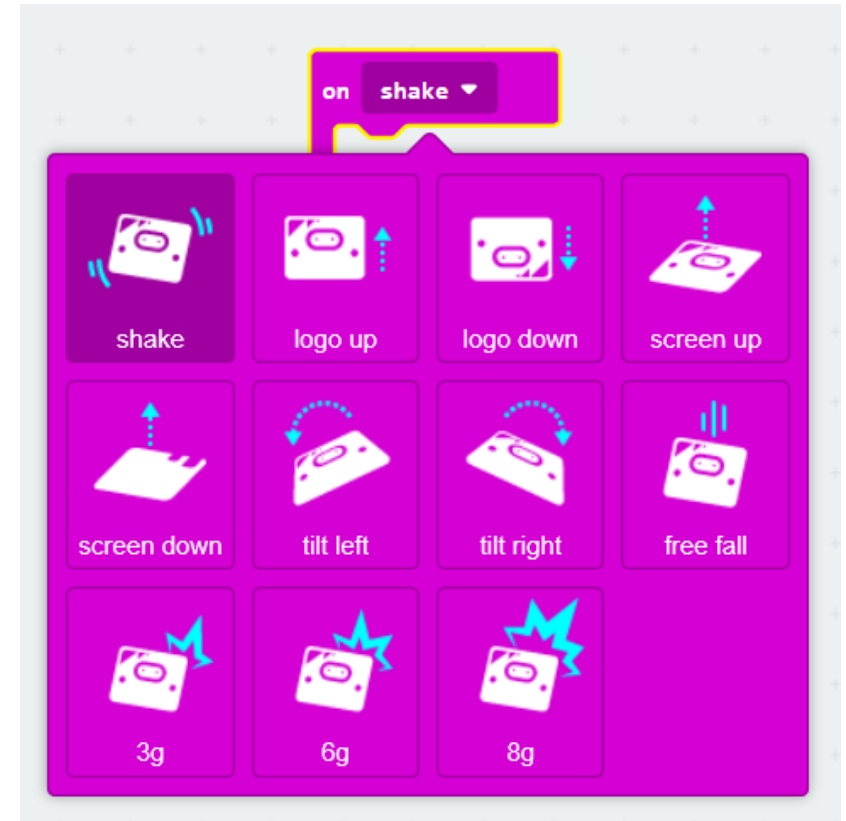 on shake
shake
logo up
logo down
screen up
screen down
tilt left
tilt right
free fall
3g
6g
8g